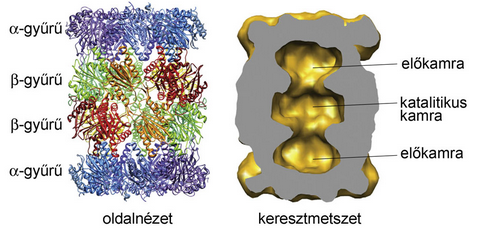 α-gyűrű
β-gyűrű
β-gyűrű
α-gyűrű
oldalnézet
előkamra
katalitikus
kamra
előkamra
keresztmetszet